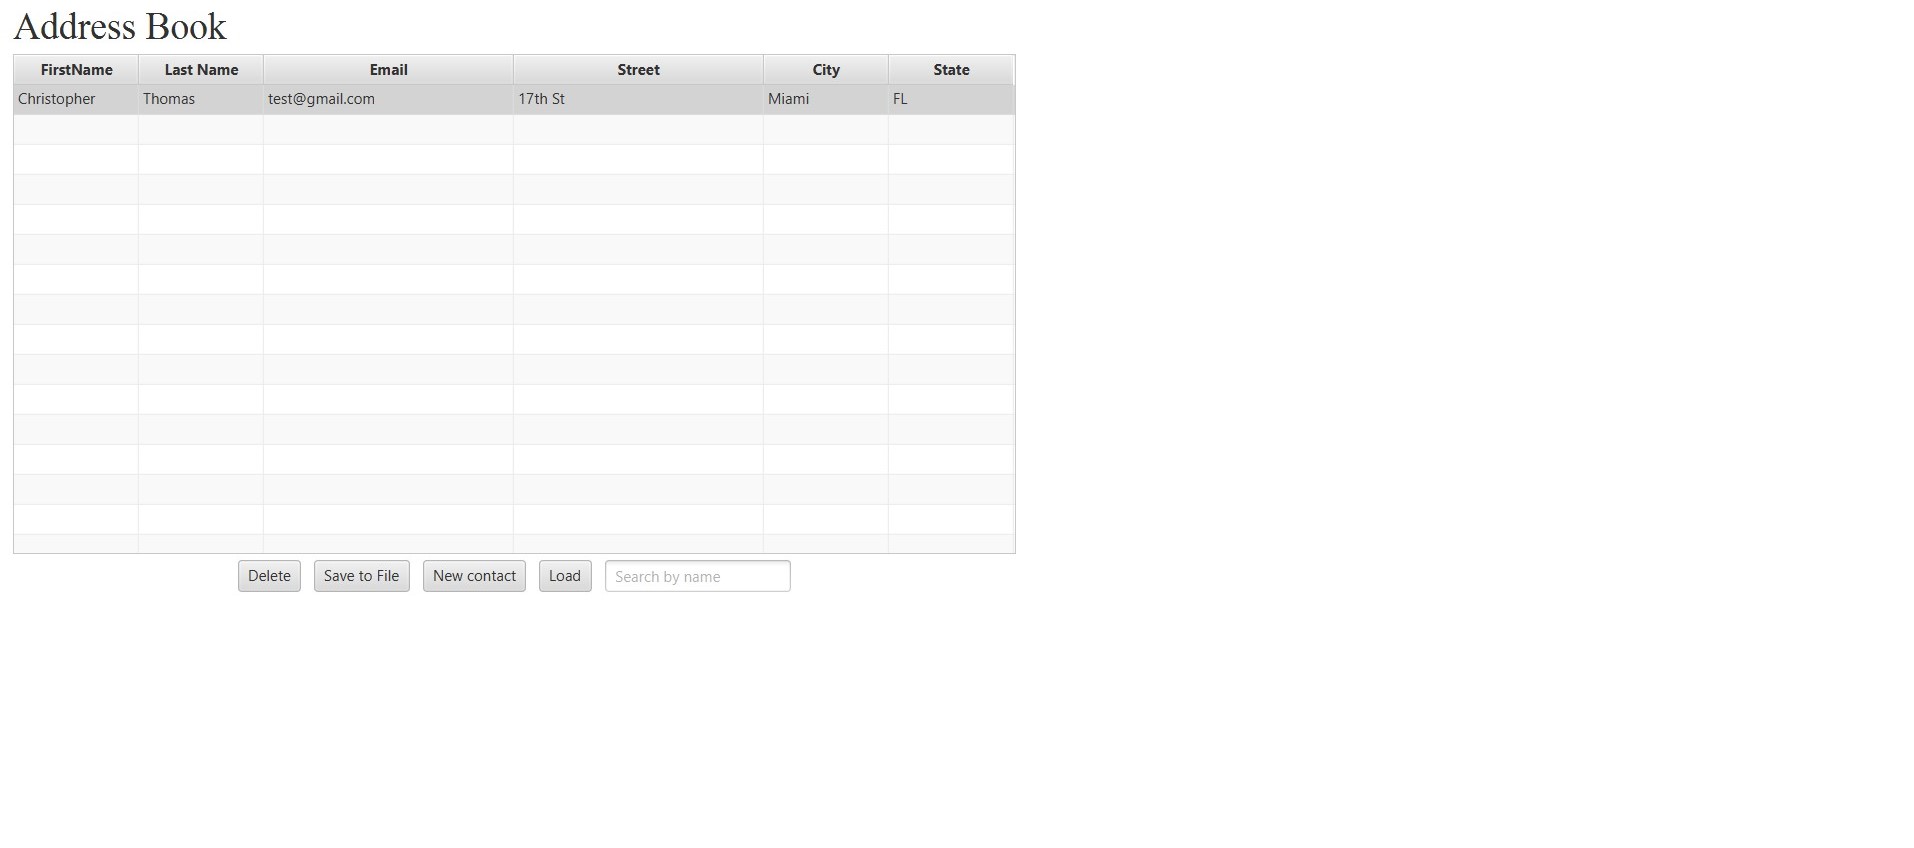 Address Book
FirstName Last Name Email Street City State
Christopher Thomas test@gmail.com 17th St Miami FL
Delete Save to File New contact Load Search by name